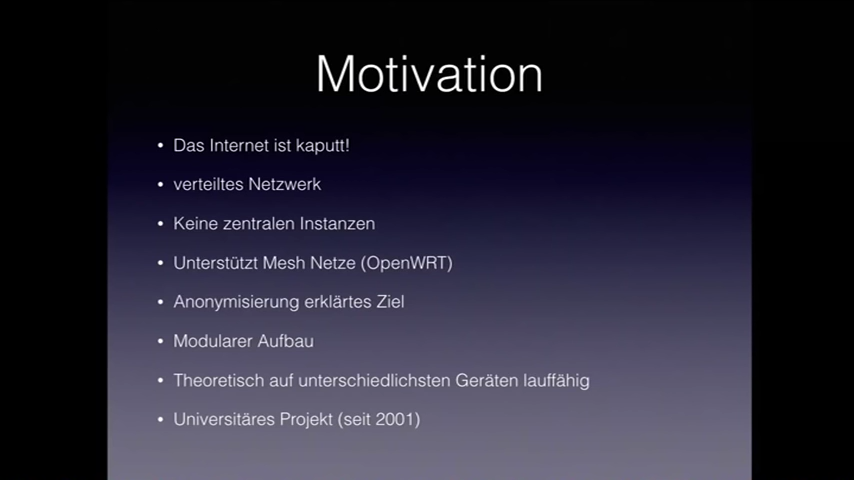 Motivation
• Das Internet ist kaputt!
• verteiltes Netzwerk
• Keine zentralen Instanzen
• Unterstützt Mesh Netze (OpenWRT)
• Anonymisierung erklärtes Ziel
• Modularer Aufbau
• Theoretisch auf unterschiedlichsten Geräten lauffähig
• Universitäres Projekt (seit 2001)